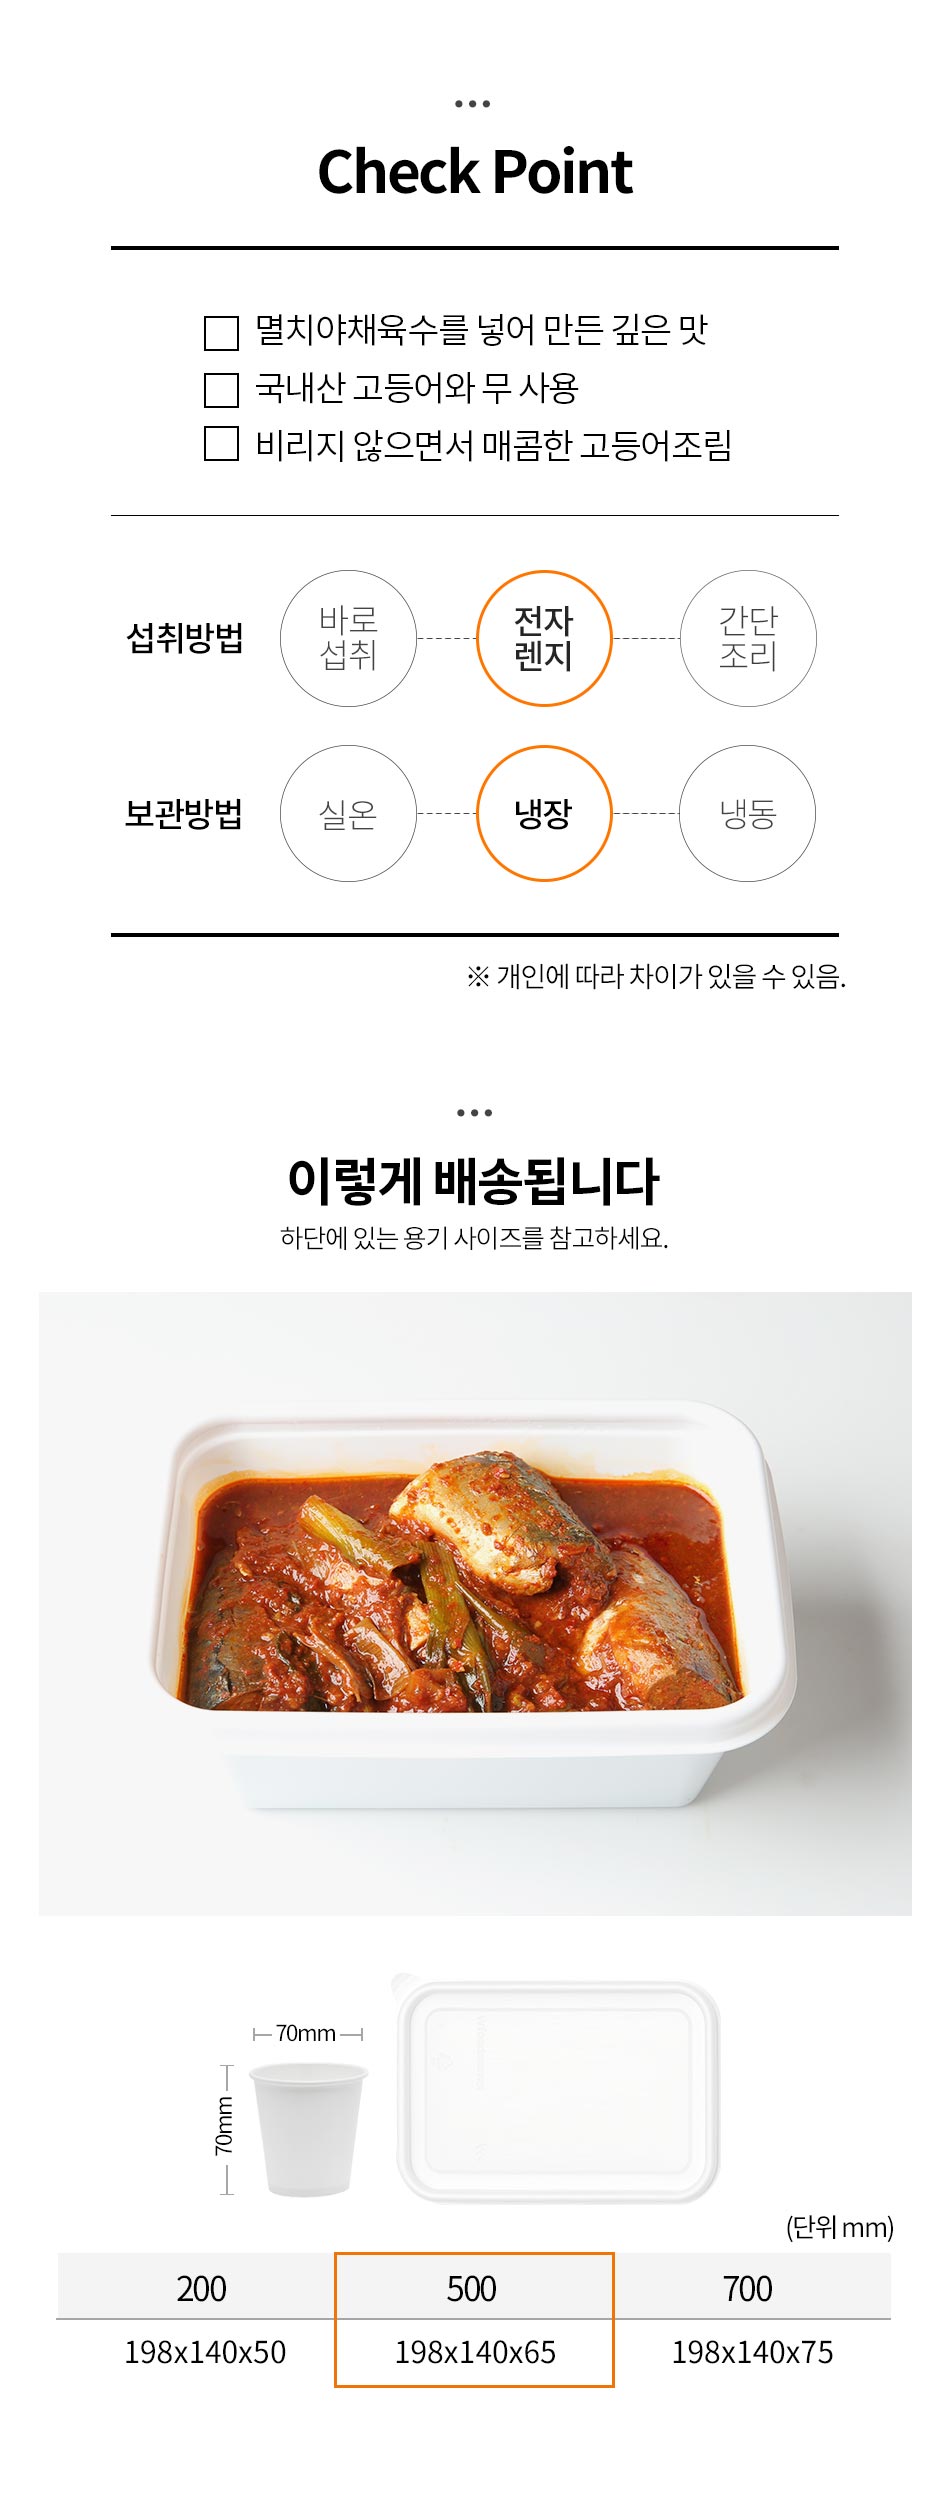 Check Point
멸치야채육수를 넣어 만든 깊은 맛
국내산 고등어와 무 사용
비리지 않으면서 매콤한 고등어조림
섭취방법
바로
섭취
전자
렌지
간단
조리
보관방법
실온
냉장
냉동
※ 개인에 따라 차이가 있을 수 있음.
이렇게 배송됩니다
하단에 있는 용기 사이즈를 참고하세요.
70mm
70mm
(단위 mm)
200
500
700
198x140x50
198x140x65
198x140x75